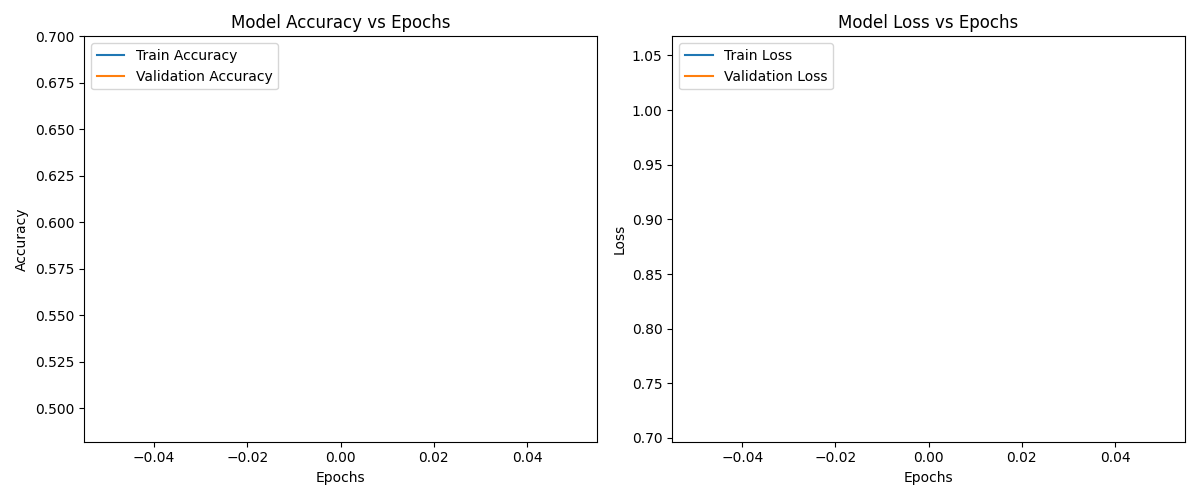 Model Accuracy vs Epochs
Train Accuracy
Validation Accuracy
0.700
0.675
0.650
0.625
0.600
0.575
0.550
0.525
0.500
Accuracy
−0.04 −0.02 0.00 0.02 0.04
Epochs
Model Loss vs Epochs
Train Loss
Validation Loss
1.05
1.00
0.95
0.90
0.85
0.80
0.75
0.70
Loss
−0.04 −0.02 0.00 0.02 0.04
Epochs